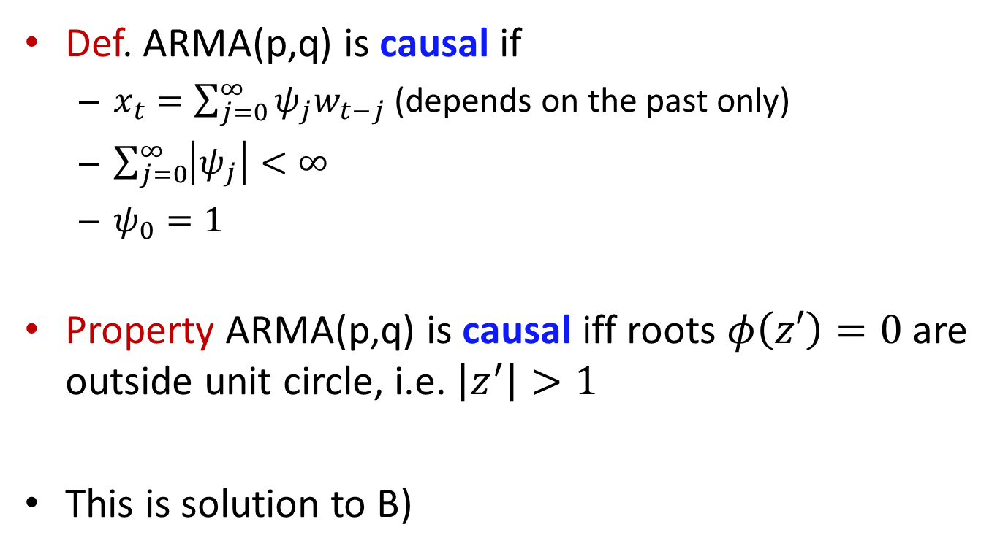 • Def. ARMA(p,q) is causal if
– $x_t = \sum_{j=0}^{\infty} \psi_j w_{t-j}$ (depends on the past only)
– $\sum_{j=0}^{\infty} |\psi_j| < \infty$
– $\psi_0 = 1$
• Property ARMA(p,q) is causal iff roots $\phi(z') = 0$ are
outside unit circle, i.e. $|z'| > 1$
• This is solution to B)